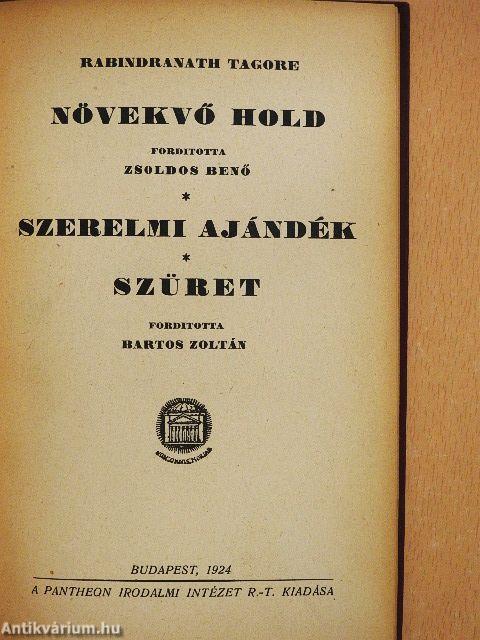 RABINDRANATH TAGORE
NÖVEKVŐ HOLD
FORDITOTTA
ZSOLDOS BENŐ
*
SZERELMI AJÁNDÉK
*
SZÜRET
FORDITOTTA
BARTOS ZOLTÁN
BUDAPEST, 1924
A PANTHEON IRODALMI INTÉZET R.-T. KIADÁSA
Antikvárium.hu